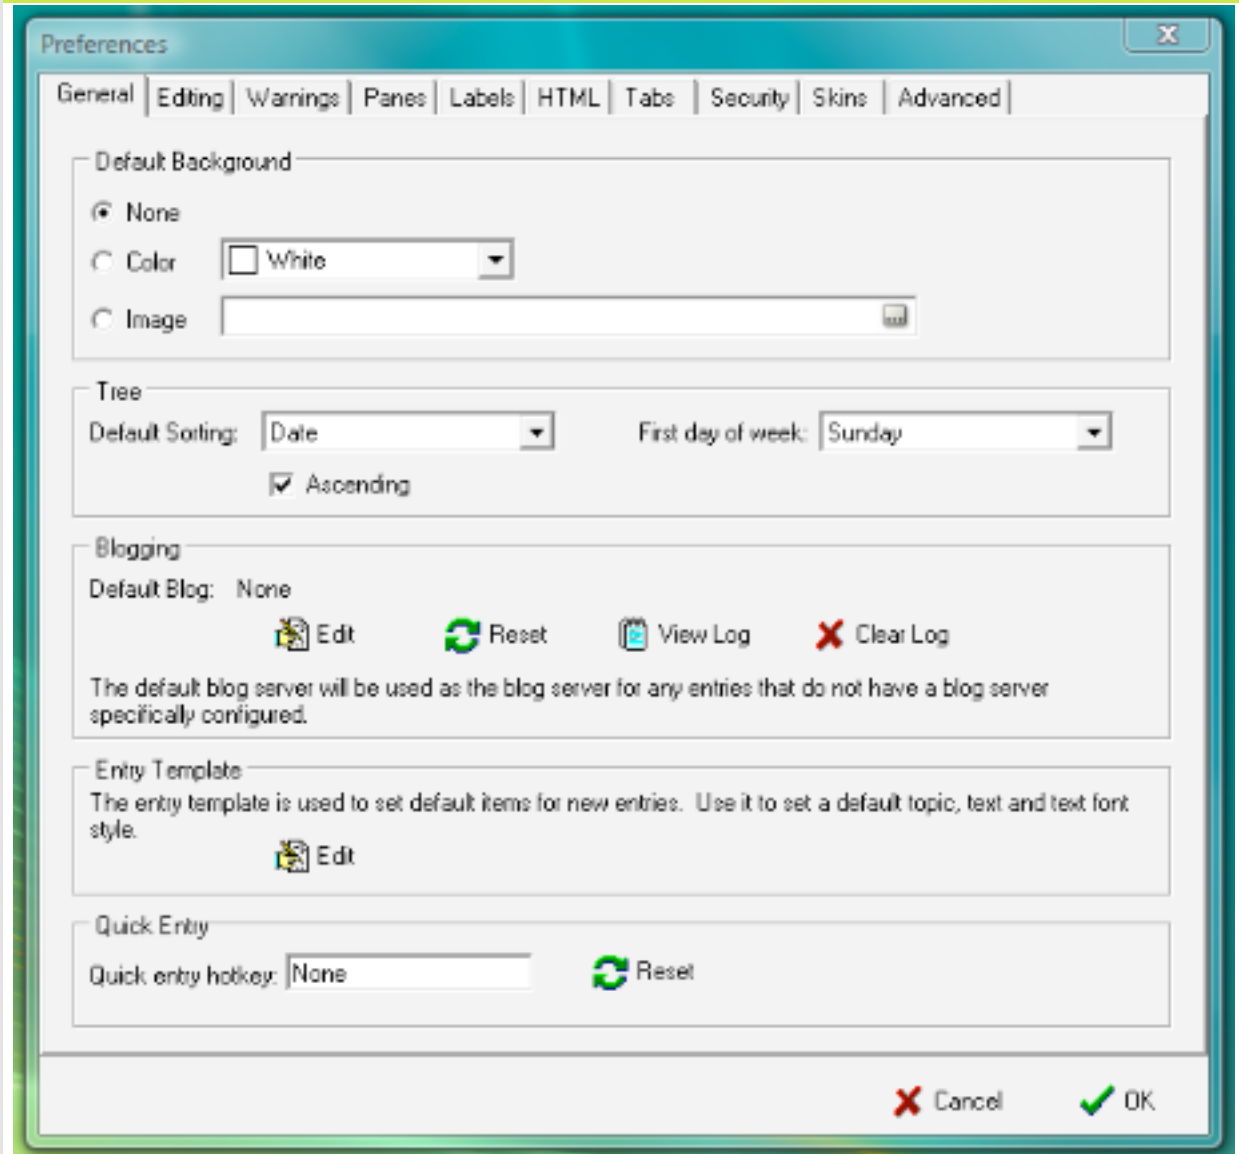 Preferences
General Editing Warnings Panes Labels HTML Tabs Security Skins Advanced
Default Background
None
Color White
Image
Tree
Default Sorting: Date First day of week: Sunday
Ascending
Blogging
Default Blog: None
Edit Reset View Log Clear Log
The default blog server will be used as the blog server for any entries that do not have a blog server
specifically configured.
Entry Template
The entry template is used to set default items for new entries. Use it to set a default topic, text and text font
style.
Edit
Quick Entry
Quick entry hotkey: None Reset
Cancel OK